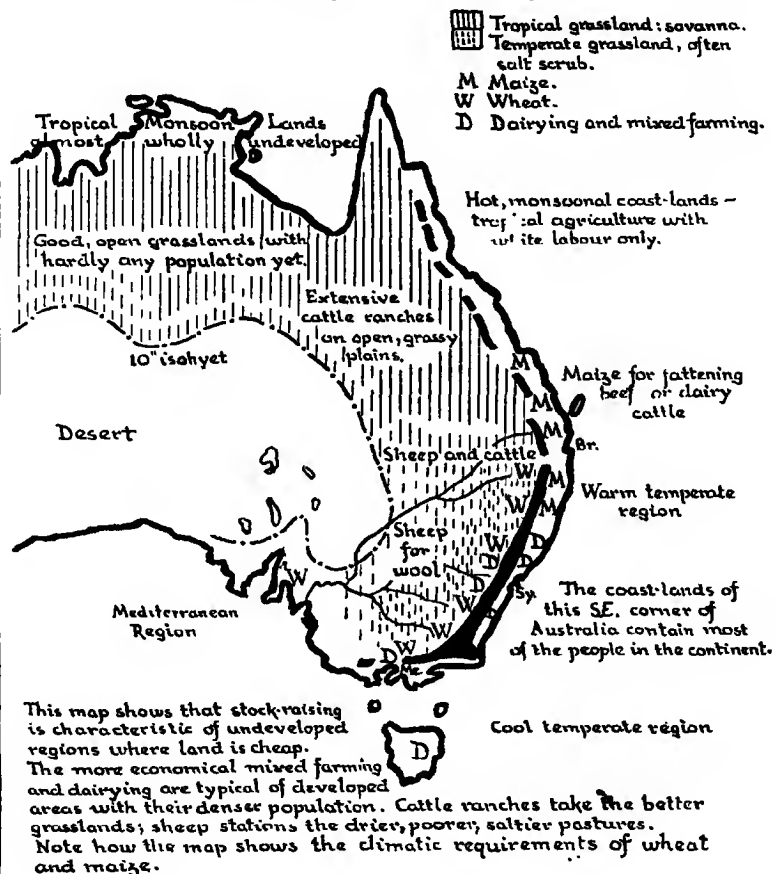 Tropical grassland: savanna.
Temperate grassland, often
salt scrub.
M Maize.
W Wheat.
D Dairying and mixed farming.
Tropical Monsoon Lands
almost wholly undeveloped
Hot, monsoonal coast-lands –
agriculture with
labour only.
Good, open grasslands with
hardly any population yet.
Extensive
cattle ranches
on open, grassy
plains.
10" isohyet
M
Maize for fattening
beef or dairy
cattle
M
M
Br.
Desert
Sheep and cattle
W
M
Warm temperate
region
W
M
Sheep
for
wool
W
D
D
D
D
W
Sy.
W
D
The coast-lands of
this S.E. corner of
Australia contain most
of the people in the continent.
Mediterranean
Region
W
W
D
Me.
Cool temperate region
D
This map shows that stock-raising
is characteristic of undeveloped
regions where land is cheap.
The more economical mixed farming
and dairying are typical of developed
areas with their denser population. Cattle ranches take the better
grasslands; sheep stations the drier, poorer, saltier pastures.
Note how the map shows the climatic requirements of wheat
and maize.